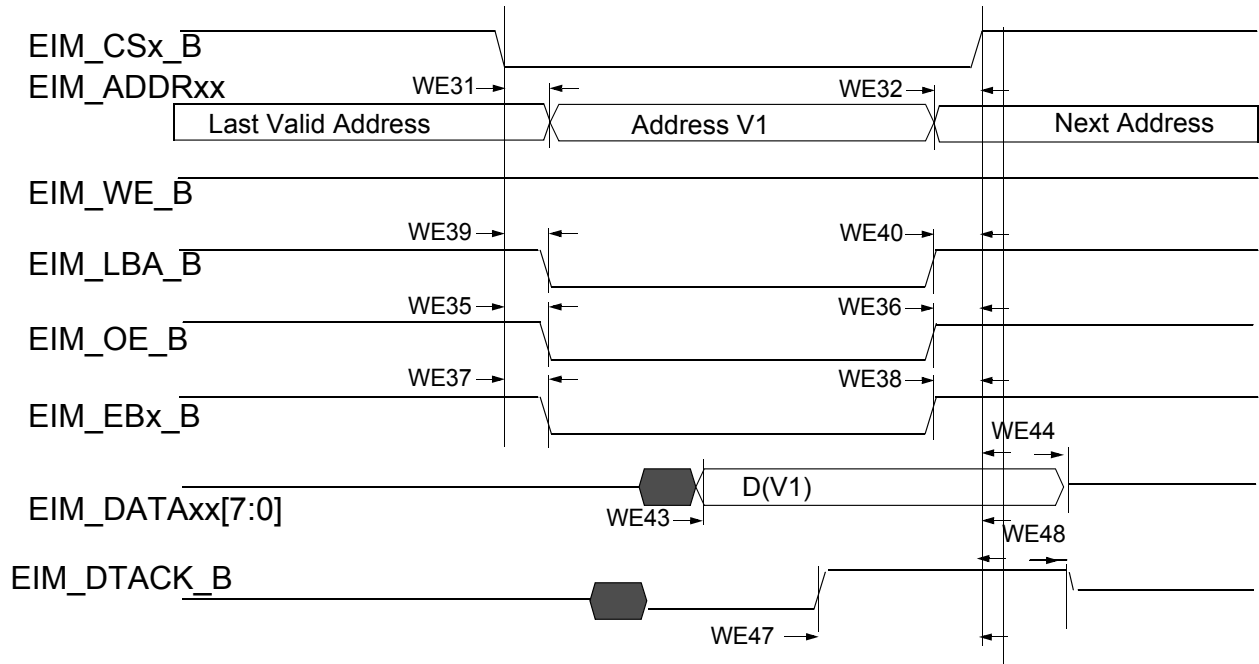 EIM_CSx_B
EIM_ADDRxx
WE31
WE32
Last Valid Address
Address V1
Next Address
EIM_WE_B
WE39
WE40
EIM_LBA_B
WE35
WE36
EIM_OE_B
WE37
WE38
EIM_EBx_B
WE44
D(V1)
EIM_DATAxx[7:0]
WE43
WE48
EIM_DTACK_B
WE47